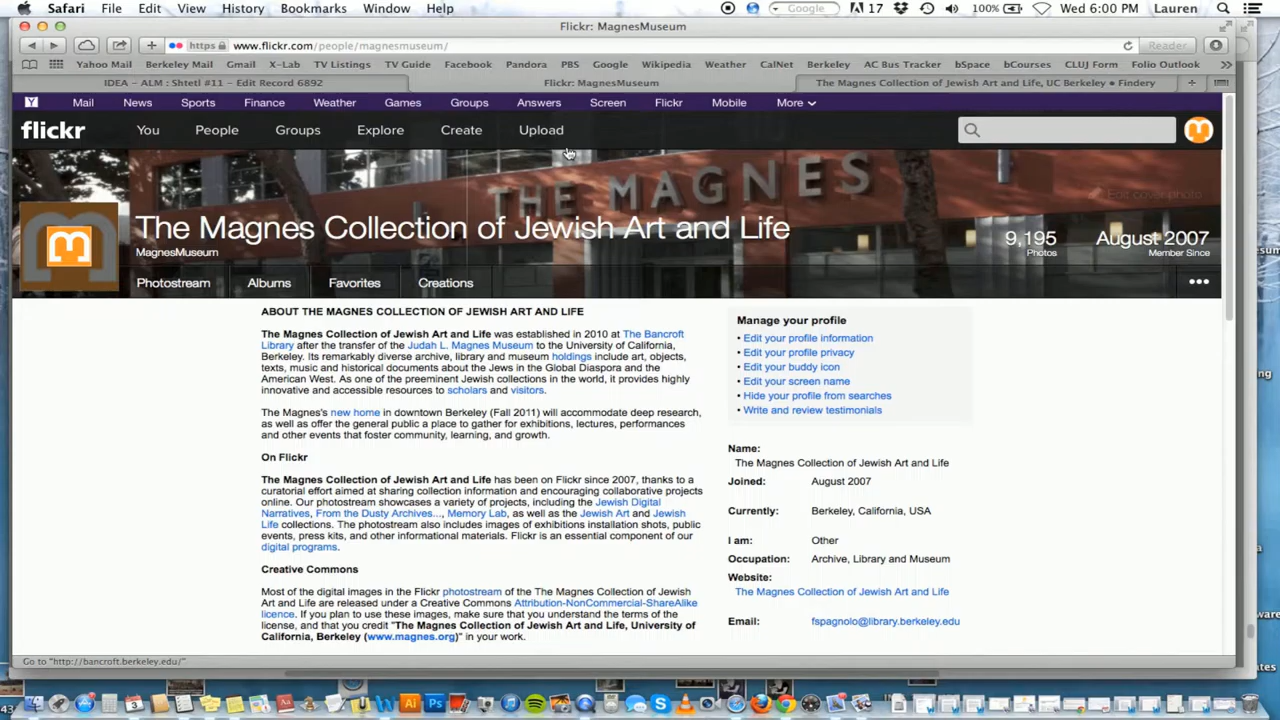 Safari File Edit View History Bookmarks Window Help Google 17 100% Wed 6:00 PM Lauren
Flickr: MagnesMuseum
https www.flickr.com/people/magnesmuseum/ Reader
Yahoo Mail Berkeley Mail Gmail X-Lab TV Listings TV Guide Facebook Pandora PBS Google Wikipedia Weather CalNet Berkeley AC Bus Tracker bSpace bCourses CLUJ Form Folio Outlook
IDEA – ALM : Shtetl #11 – Edit Record 6892 Flickr: MagnesMuseum The Magnes Collection of Jewish Art and Life, UC Berkeley • Findery
Y Mail News Sports Finance Weather Games Groups Answers Screen Flickr Mobile More
flickr You People Groups Explore Create Upload
THE MAGNES
Edit cover photo
The Magnes Collection of Jewish Art and Life
MagnesMuseum
9,195 August 2007
Photos Member Since
Photostream Albums Favorites Creations
ABOUT THE MAGNES COLLECTION OF JEWISH ART AND LIFE
The Magnes Collection of Jewish Art and Life was established in 2010 at The Bancroft
Library after the transfer of the Judah L. Magnes Museum to the University of California,
Berkeley. Its remarkably diverse archive, library and museum holdings include art, objects,
texts, music and historical documents about the Jews in the Global Diaspora and the
American West. As one of the preeminent Jewish collections in the world, it provides highly
innovative and accessible resources to scholars and visitors.
The Magnes's new home in downtown Berkeley (Fall 2011) will accommodate deep research,
as well as offer the general public a place to gather for exhibitions, lectures, performances
and other events that foster community, learning, and growth.
On Flickr
The Magnes Collection of Jewish Art and Life has been on Flickr since 2007, thanks to a
curatorial effort aimed at sharing collection information and encouraging collaborative projects
online. Our photostream showcases a variety of projects, including the Jewish Digital
Narratives, From the Dusty Archives..., Memory Lab, as well as the Jewish Art and Jewish
Life collections. The photostream also includes images of exhibitions installation shots, public
events, press kits, and other informational materials. Flickr is an essential component of our
digital programs.
Creative Commons
Most of the digital images in the Flickr photostream of the The Magnes Collection of Jewish
Art and Life are released under a Creative Commons Attribution-NonCommercial-ShareAlike
licence. If you plan to use these images, make sure that you understand the terms of the
license, and that you credit "The Magnes Collection of Jewish Art and Life, University of
California, Berkeley (www.magnes.org)" in your work.
Manage your profile
• Edit your profile information
• Edit your profile privacy
• Edit your buddy icon
• Edit your screen name
• Hide your profile from searches
• Write and review testimonials
Name:
The Magnes Collection of Jewish Art and Life
Joined: August 2007
Currently: Berkeley, California, USA
I am: Other
Occupation: Archive, Library and Museum
Website:
The Magnes Collection of Jewish Art and Life
Email: fspagnolo@library.berkeley.edu
Go to "http://bancroft.berkeley.edu/"